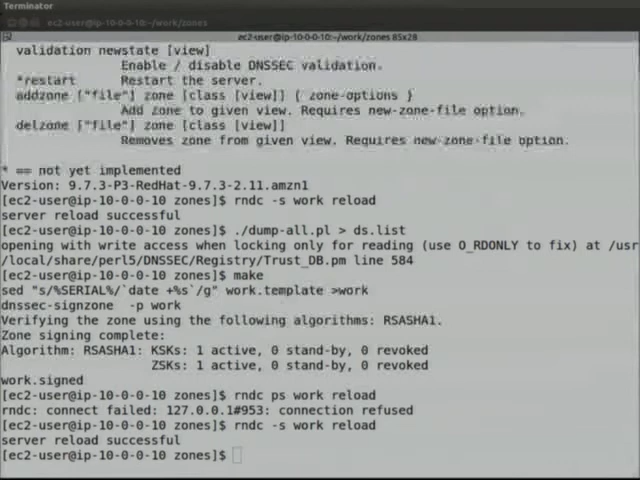 Terminator
ec2-user@ip-10-0-0-10:~/work/zones
ec2-user@ip-10-0-0-10:~/work/zones 85x28
validation newstate [view]
Enable / disable DNSSEC validation.
*restart Restart the server.
addzone ["file"] zone [class [view]] { zone-options }
Add zone to given view. Requires new-zone-file option.
delzone ["file"] zone [class [view]]
Removes zone from given view. Requires new-zone-file option.
* == not yet implemented
Version: 9.7.3-P3-RedHat-9.7.3-2.11.amzn1
[ec2-user@ip-10-0-0-10 zones]$ rndc -s work reload
server reload successful
[ec2-user@ip-10-0-0-10 zones]$ ./dump-all.pl > ds.list
opening with write access when locking only for reading (use O_RDONLY to fix) at /usr
/local/share/perl5/DNSSEC/Registry/Trust_DB.pm line 584
[ec2-user@ip-10-0-0-10 zones]$ make
sed "s/%SERIAL%/`date +%s`/g" work.template >work
dnssec-signzone -p work
Verifying the zone using the following algorithms: RSASHA1.
Zone signing complete:
Algorithm: RSASHA1: KSKs: 1 active, 0 stand-by, 0 revoked
ZSKs: 1 active, 0 stand-by, 0 revoked
work.signed
[ec2-user@ip-10-0-0-10 zones]$ rndc ps work reload
rndc: connect failed: 127.0.0.1#953: connection refused
[ec2-user@ip-10-0-0-10 zones]$ rndc -s work reload
server reload successful
[ec2-user@ip-10-0-0-10 zones]$